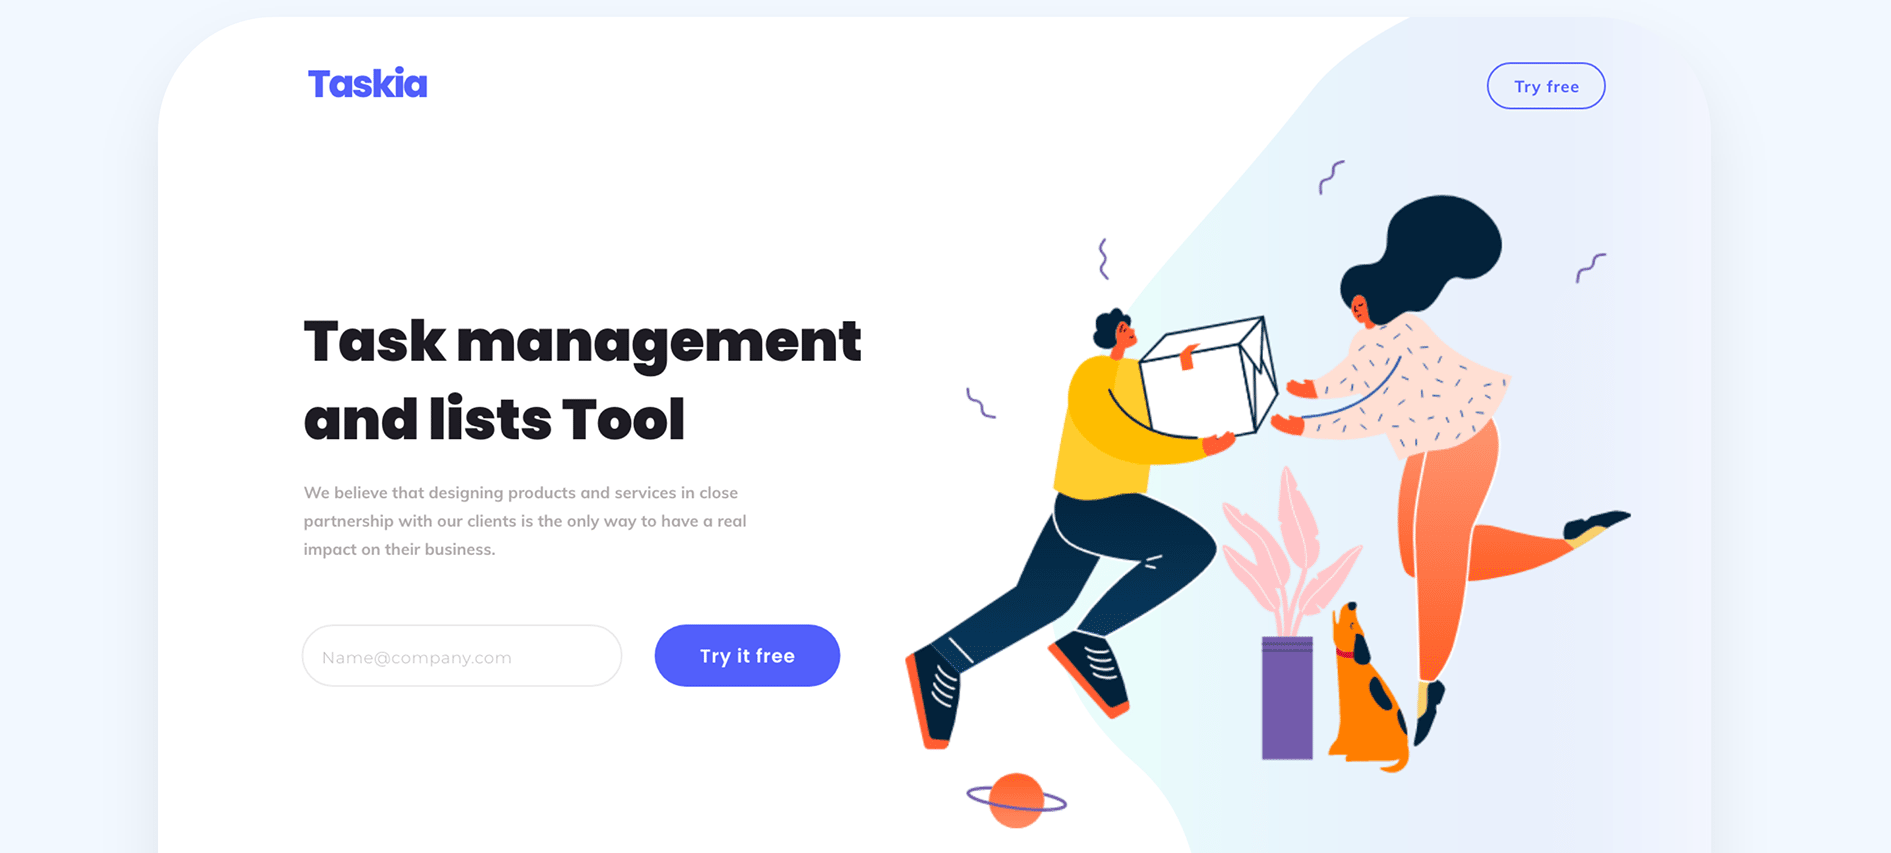 Taskia
Try free
Task management
and lists Tool
We believe that designing products and services in close
partnership with our clients is the only way to have a real
impact on their business.
Name@company.com
Try it free